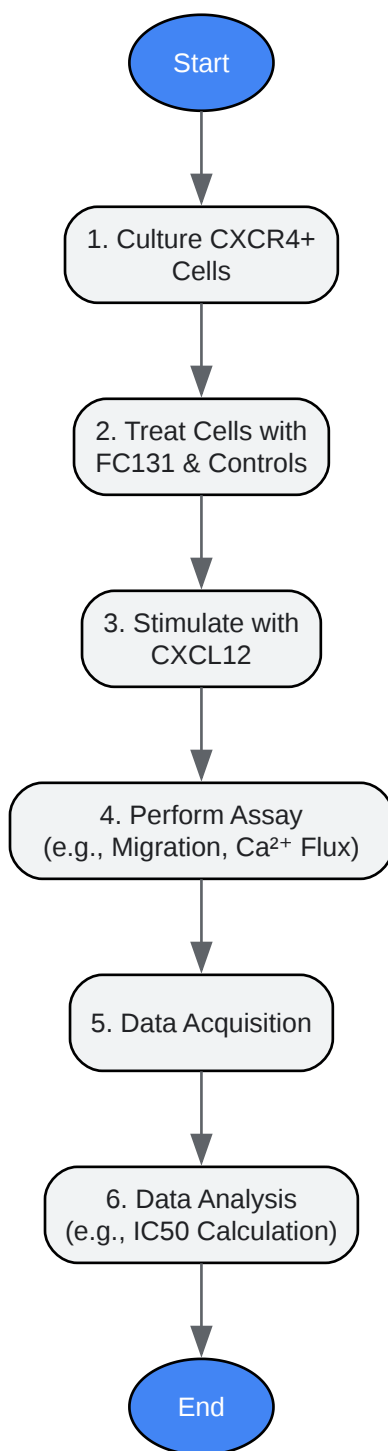 Start
1. Culture CXCR4+
Cells
2. Treat Cells with
FC131 & Controls
3. Stimulate with
CXCL12
4. Perform Assay
(e.g., Migration, Ca²⁺ Flux)
5. Data Acquisition
6. Data Analysis
(e.g., IC50 Calculation)
End